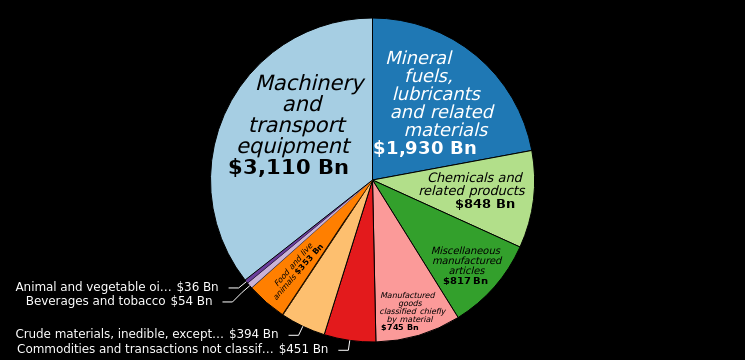 Mineral
fuels,
lubricants
and related
materials
$1,930 Bn
Machinery
and
transport
equipment
$3,110 Bn
Chemicals and
related products
$848 Bn
Miscellaneous
manufactured
articles
$817 Bn
Manufactured
goods
classified chiefly
by material
$745 Bn
Food and live
animals $353 Bn
Animal and vegetable oi... $36 Bn
Beverages and tobacco $54 Bn
Crude materials, inedible, except... $394 Bn
Commodities and transactions not classif... $451 Bn